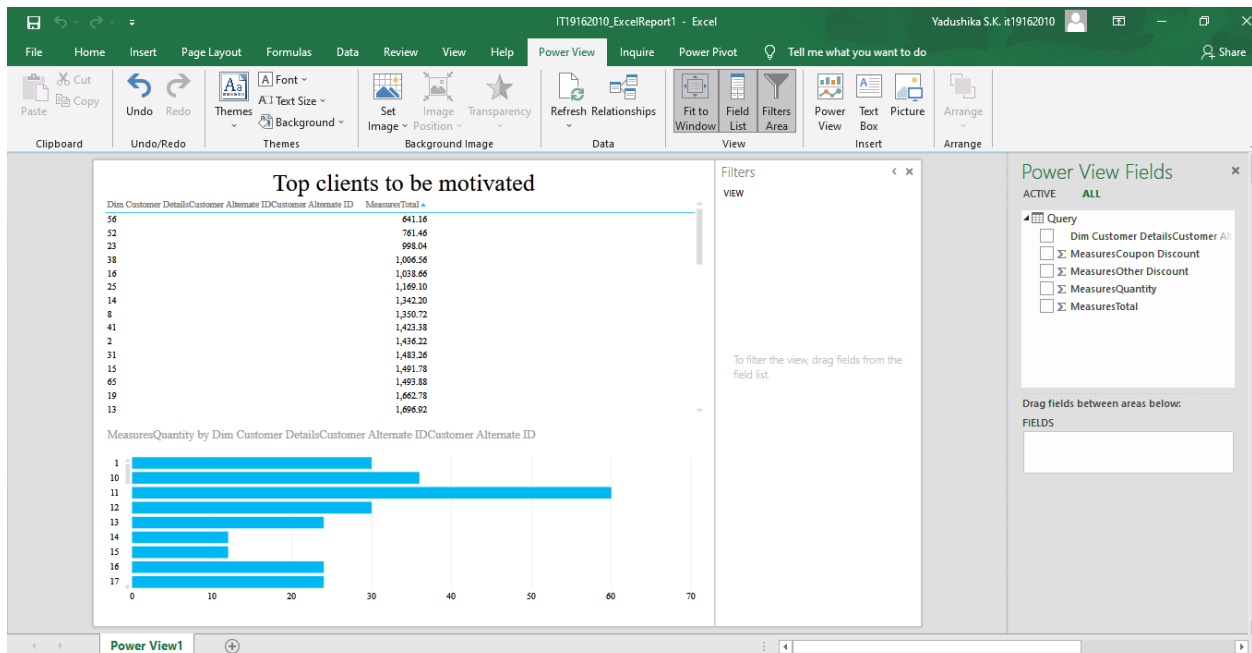 IT19162010_ExcelReport1 - Excel
Yadushika S.K. it19162010
File Home Insert Page Layout Formulas Data Review View Help Power View Inquire Power Pivot Tell me what you want to do Share
Paste
Cut
Copy
Clipboard
Undo
Redo
Undo/Redo
Themes
Font
Text Size
Background
Themes
Set Image
Image Position
Transparency
Background Image
Refresh
Relationships
Data
Fit to Window
Field List
Filters Area
View
Power View
Text Box
Picture
Insert
Arrange
Arrange
Top clients to be motivated
Dim Customer DetailsCustomer Alternate IDCustomer Alternate ID MeasuresTotal
56 641.16
52 761.46
23 998.04
38 1,006.56
16 1,038.66
25 1,169.10
14 1,342.20
8 1,350.72
41 1,423.38
2 1,436.22
31 1,483.26
15 1,491.78
65 1,493.88
19 1,662.78
13 1,696.92
MeasuresQuantity by Dim Customer DetailsCustomer Alternate IDCustomer Alternate ID
1
10
11
12
13
14
15
16
17
0 10 20 30 40 50 60 70
Filters
VIEW
To filter the view, drag fields from the
field list.
Power View Fields
ACTIVE ALL
Query
Dim Customer DetailsCustomer Al
Σ MeasuresCoupon Discount
Σ MeasuresOther Discount
Σ MeasuresQuantity
Σ MeasuresTotal
Drag fields between areas below:
FIELDS
Power View1